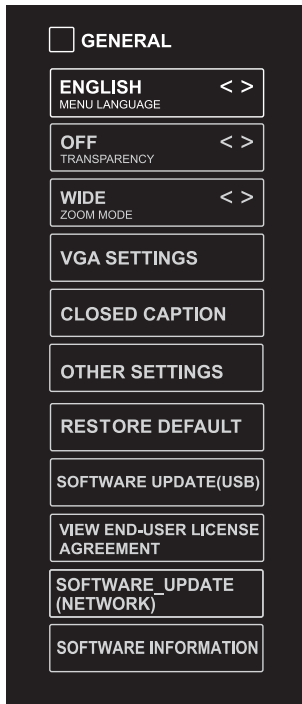 GENERAL
ENGLISH < >
MENU LANGUAGE
OFF < >
TRANSPARENCY
WIDE < >
ZOOM MODE
VGA SETTINGS
CLOSED CAPTION
OTHER SETTINGS
RESTORE DEFAULT
SOFTWARE UPDATE(USB)
VIEW END-USER LICENSE
AGREEMENT
SOFTWARE_UPDATE
(NETWORK)
SOFTWARE INFORMATION